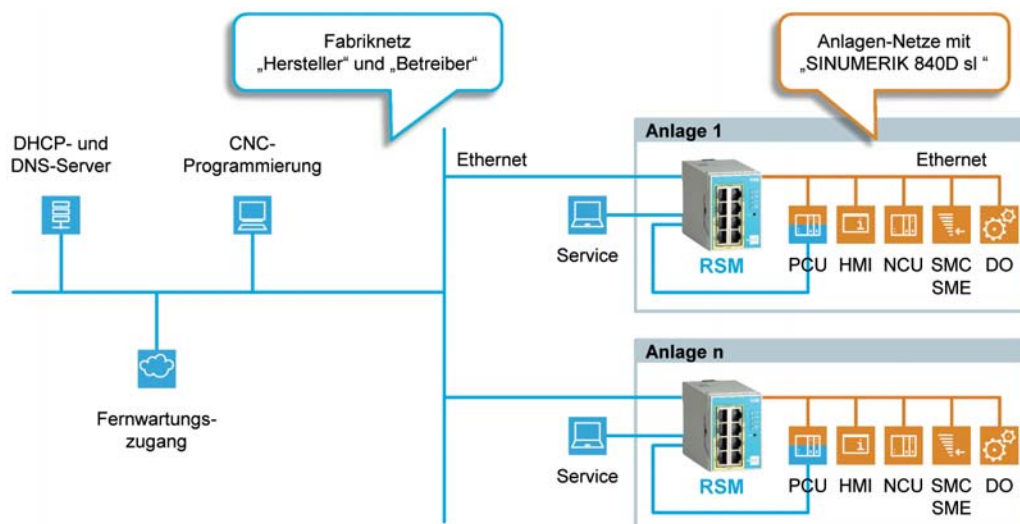 Fabriknetz
„Hersteller“ und „Betreiber“
Anlagen-Netze mit
„SINUMERIK 840D sl “
DHCP- und
DNS-Server
CNC-
Programmierung
Ethernet
Fernwartungs-
zugang
Anlage 1
Ethernet
Service
RSM
PCU HMI NCU SMC DO
SME
Anlage n
Service
RSM
PCU HMI NCU SMC DO
SME